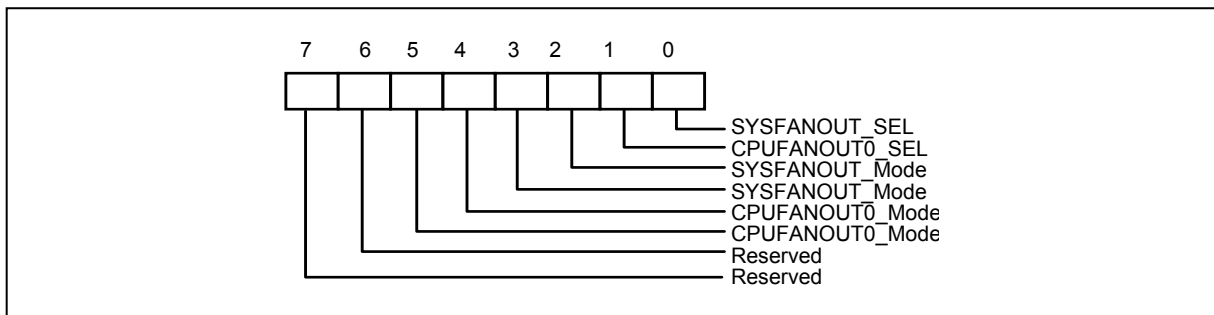 7 6 5 4 3 2 1 0
SYSFANOUT_SEL
CPUFANOUT0_SEL
SYSFANOUT_Mode
SYSFANOUT_Mode
CPUFANOUT0_Mode
CPUFANOUT0_Mode
Reserved
Reserved